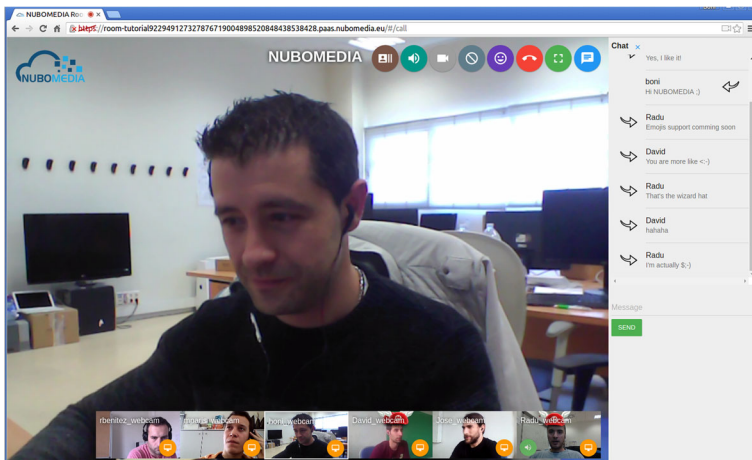 NUBOMEDIA Roo
https://room-tutorial922949127327876719004898520848438538428.paas.nubomedia.eu/#/call
NUBOMEDIA
NUBOMEDIA
Chat ×
Yes, I like it!
boni
Hi NUBOMEDIA ;)
Radu
Emojis support comming soon
David
You are more like <:-)
Radu
That's the wizard hat
David
hahaha
Radu
I'm actually $;-)
Message
SEND
rbenitez_webcam
boni_webcam
David_webcam
Jose_webcam
Radu_webcam